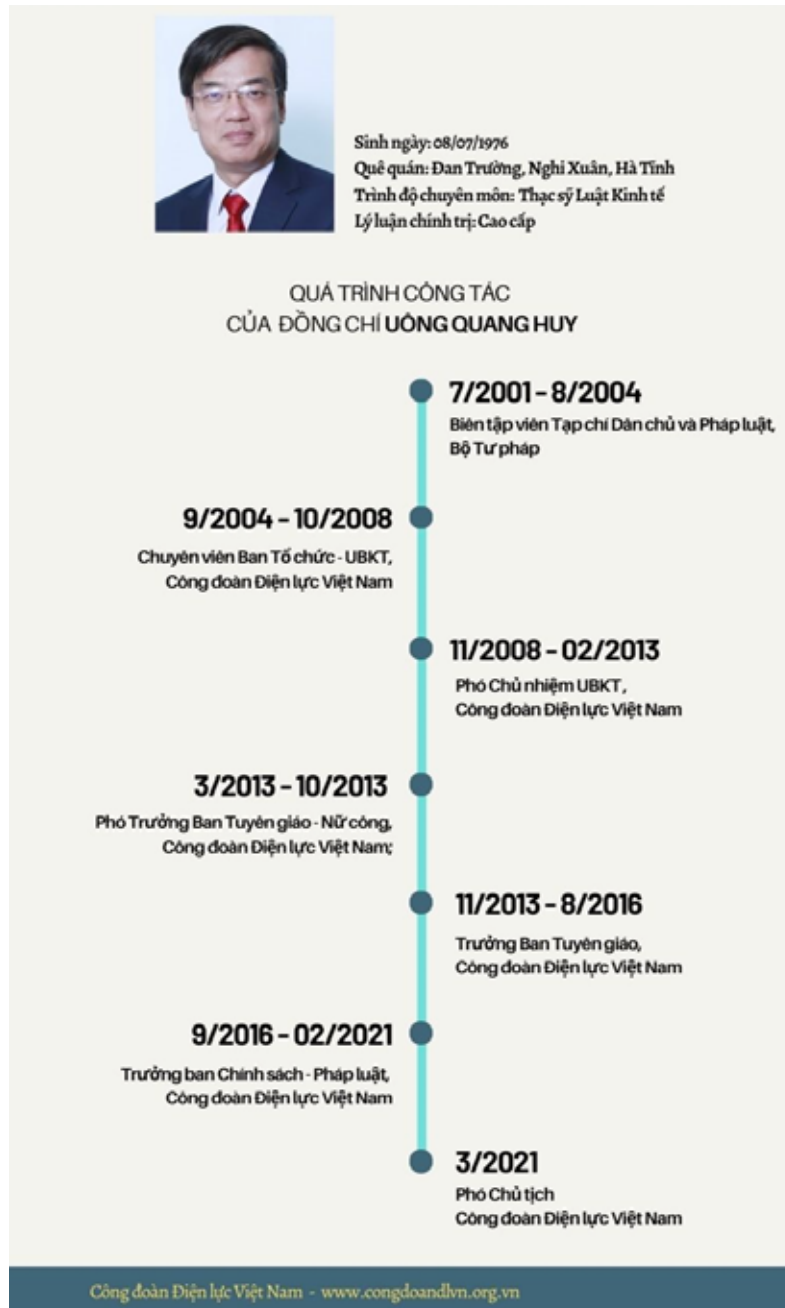 Sinh ngày: 08/07/1976
Quê quán: Đan Trường, Nghi Xuân, Hà Tĩnh
Trình độ chuyên môn: Thạc sỹ Luật Kinh tế
Lý luận chính trị: Cao cấp
QUÁ TRÌNH CÔNG TÁC
CỦA ĐỒNG CHÍ UÔNG QUANG HUY
7/2001 – 8/2004
Biên tập viên Tạp chí Dân chủ và Pháp luật,
Bộ Tư pháp
9/2004 – 10/2008
Chuyên viên Ban Tổ chức - UBKT,
Công đoàn Điện lực Việt Nam
11/2008 – 02/2013
Phó Chủ nhiệm UBKT,
Công đoàn Điện lực Việt Nam
3/2013 – 10/2013
Phó Trưởng Ban Tuyên giáo - Nữ công,
Công đoàn Điện lực Việt Nam;
11/2013 – 8/2016
Trưởng Ban Tuyên giáo,
Công đoàn Điện lực Việt Nam
9/2016 – 02/2021
Trưởng ban Chính sách - Pháp luật,
Công đoàn Điện lực Việt Nam
3/2021
Phó Chủ tịch
Công đoàn Điện lực Việt Nam
Công đoàn Điện lực Việt Nam - www.congdoandlvn.org.vn